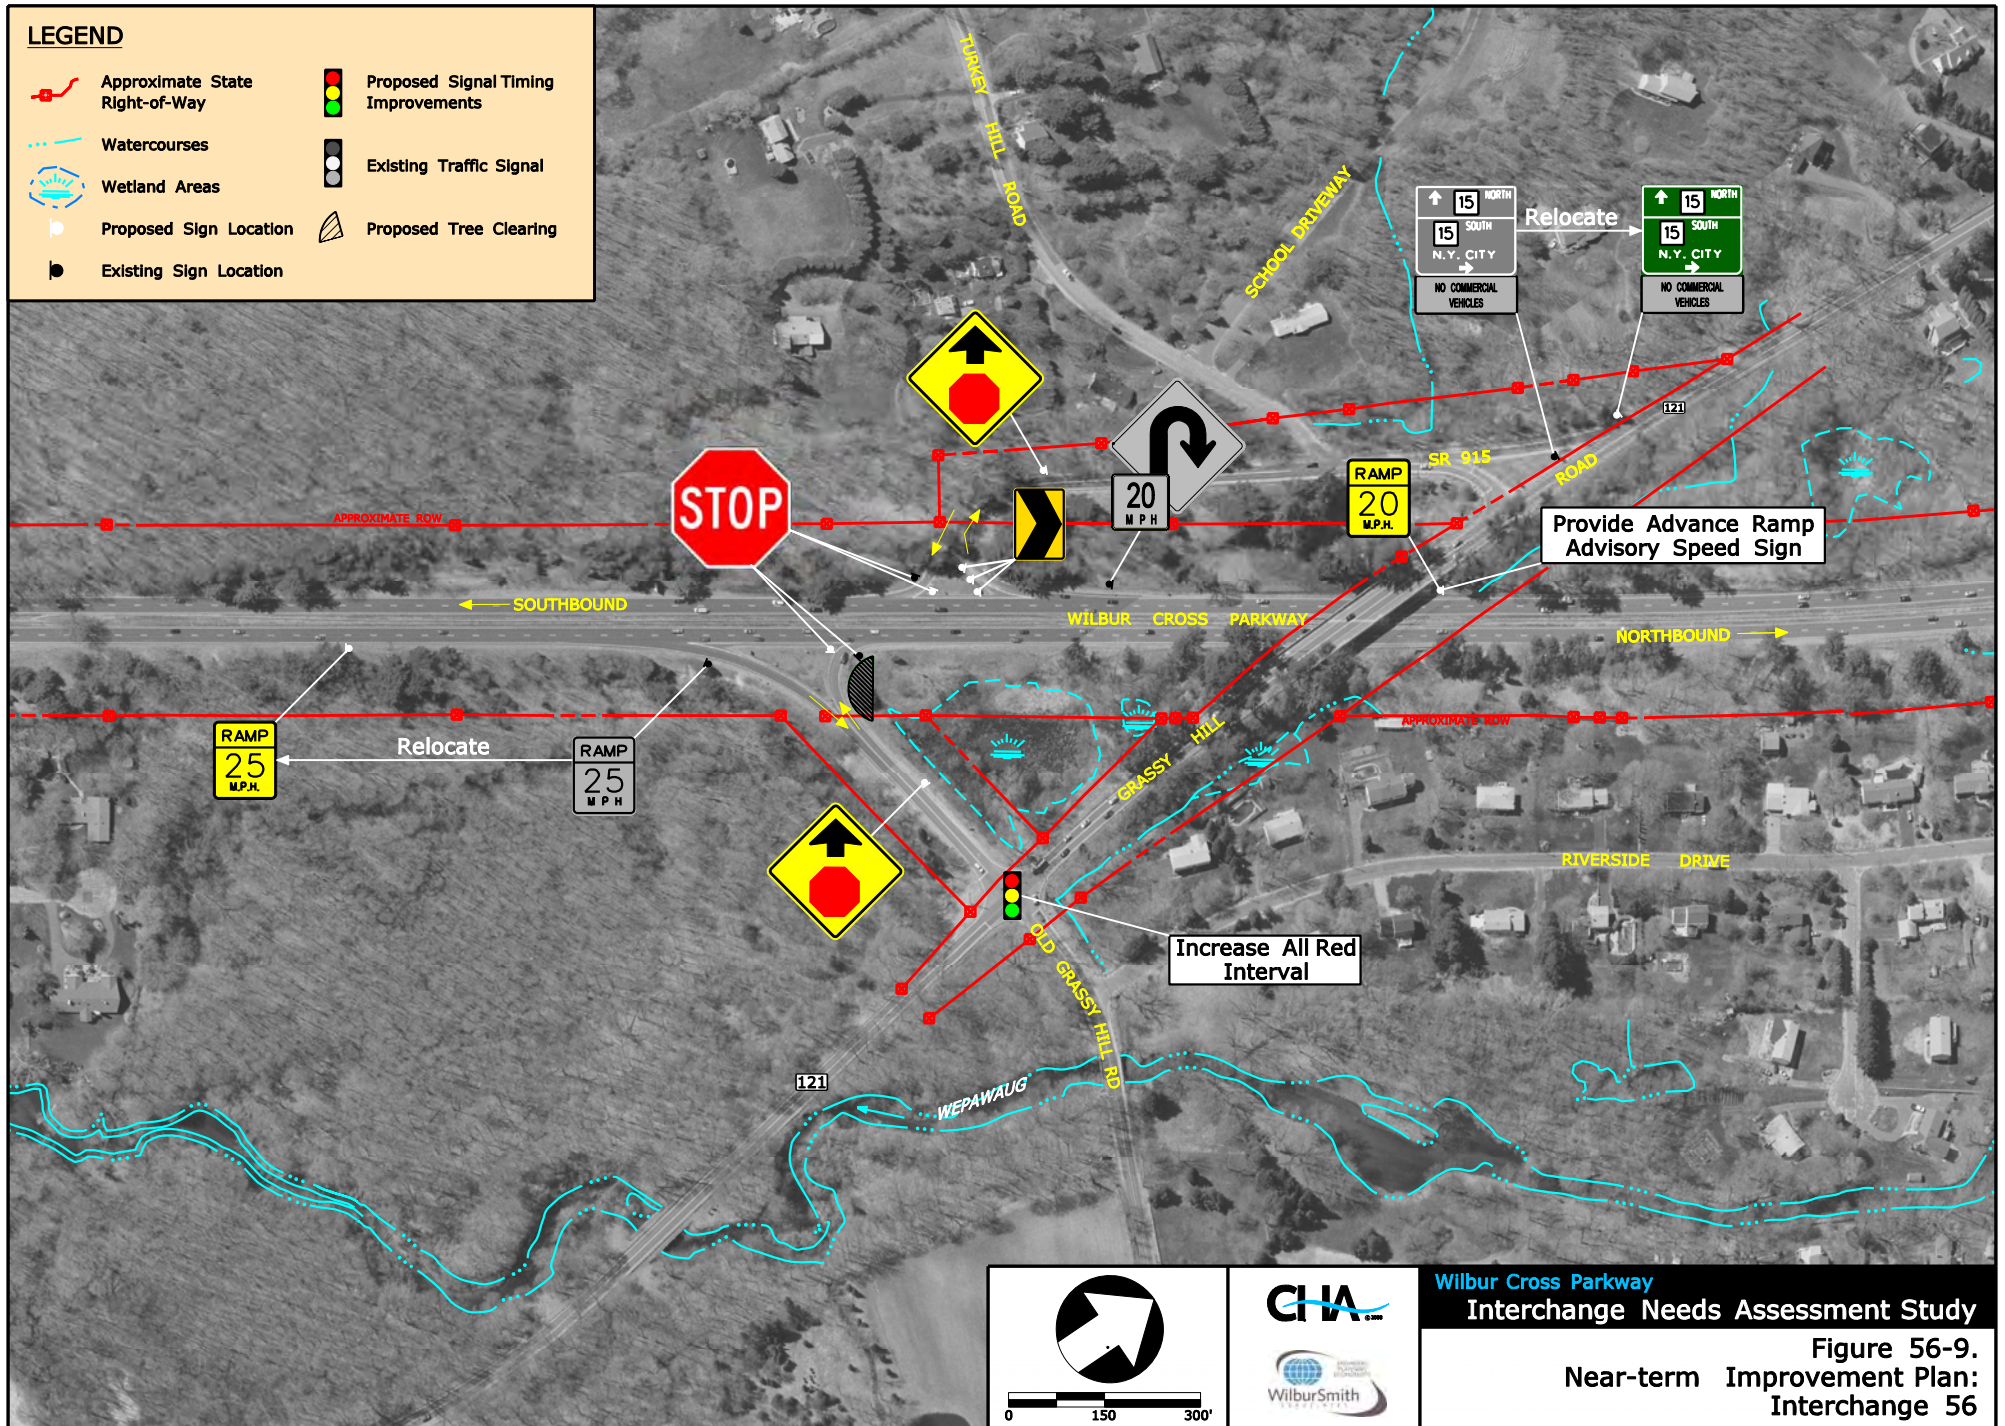 LEGEND
Approximate State
Right-of-Way
Watercourses
Wetland Areas
Proposed Sign Location
Existing Sign Location
Proposed Signal Timing
Improvements
Existing Traffic Signal
Proposed Tree Clearing
TURKEY HILL ROAD
SCHOOL DRIVEWAY
15 NORTH
15 SOUTH
N.Y. CITY
NO COMMERCIAL
VEHICLES
Relocate
15 NORTH
15 SOUTH
N.Y. CITY
NO COMMERCIAL
VEHICLES
121
SR 915
ROAD
RAMP
20
M.P.H.
20
M P H
STOP
APPROXIMATE ROW
Provide Advance Ramp
Advisory Speed Sign
SOUTHBOUND
WILBUR CROSS PARKWAY
NORTHBOUND
APPROXIMATE ROW
GRASSY HILL
RAMP
25
M.P.H.
Relocate
RAMP
25
M P H
RIVERSIDE DRIVE
Increase All Red
Interval
OLD GRASSY HILL RD
121
WEPAWAUG
0 150 300'
CHA
WilburSmith
ASSOCIATES
Wilbur Cross Parkway
Interchange Needs Assessment Study
Figure 56-9.
Near-term Improvement Plan:
Interchange 56